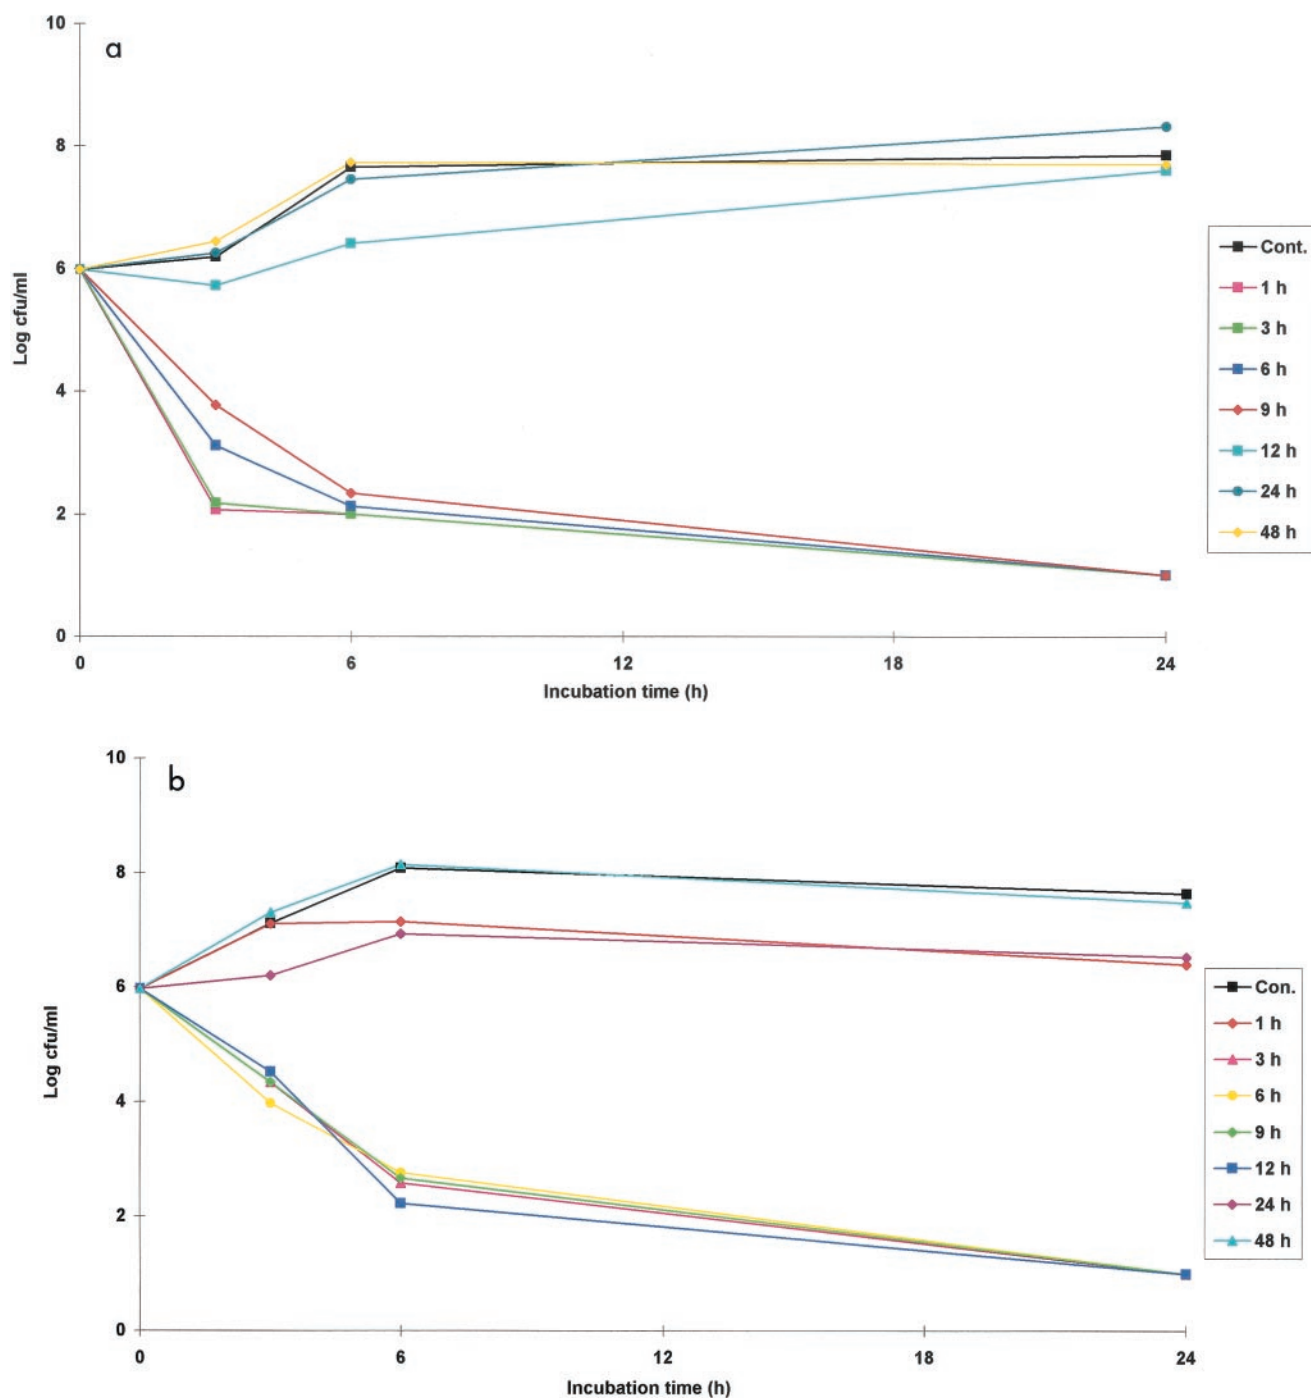 a
10
8
6
4
2
0
Log cfu/ml
0 6 12 18 24
Incubation time (h)
Cont.
1 h
3 h
6 h
9 h
12 h
24 h
48 h
b
10
8
6
4
2
0
Log cfu/ml
0 6 12 18 24
Incubation time (h)
Con.
1 h
3 h
6 h
9 h
12 h
24 h
48 h